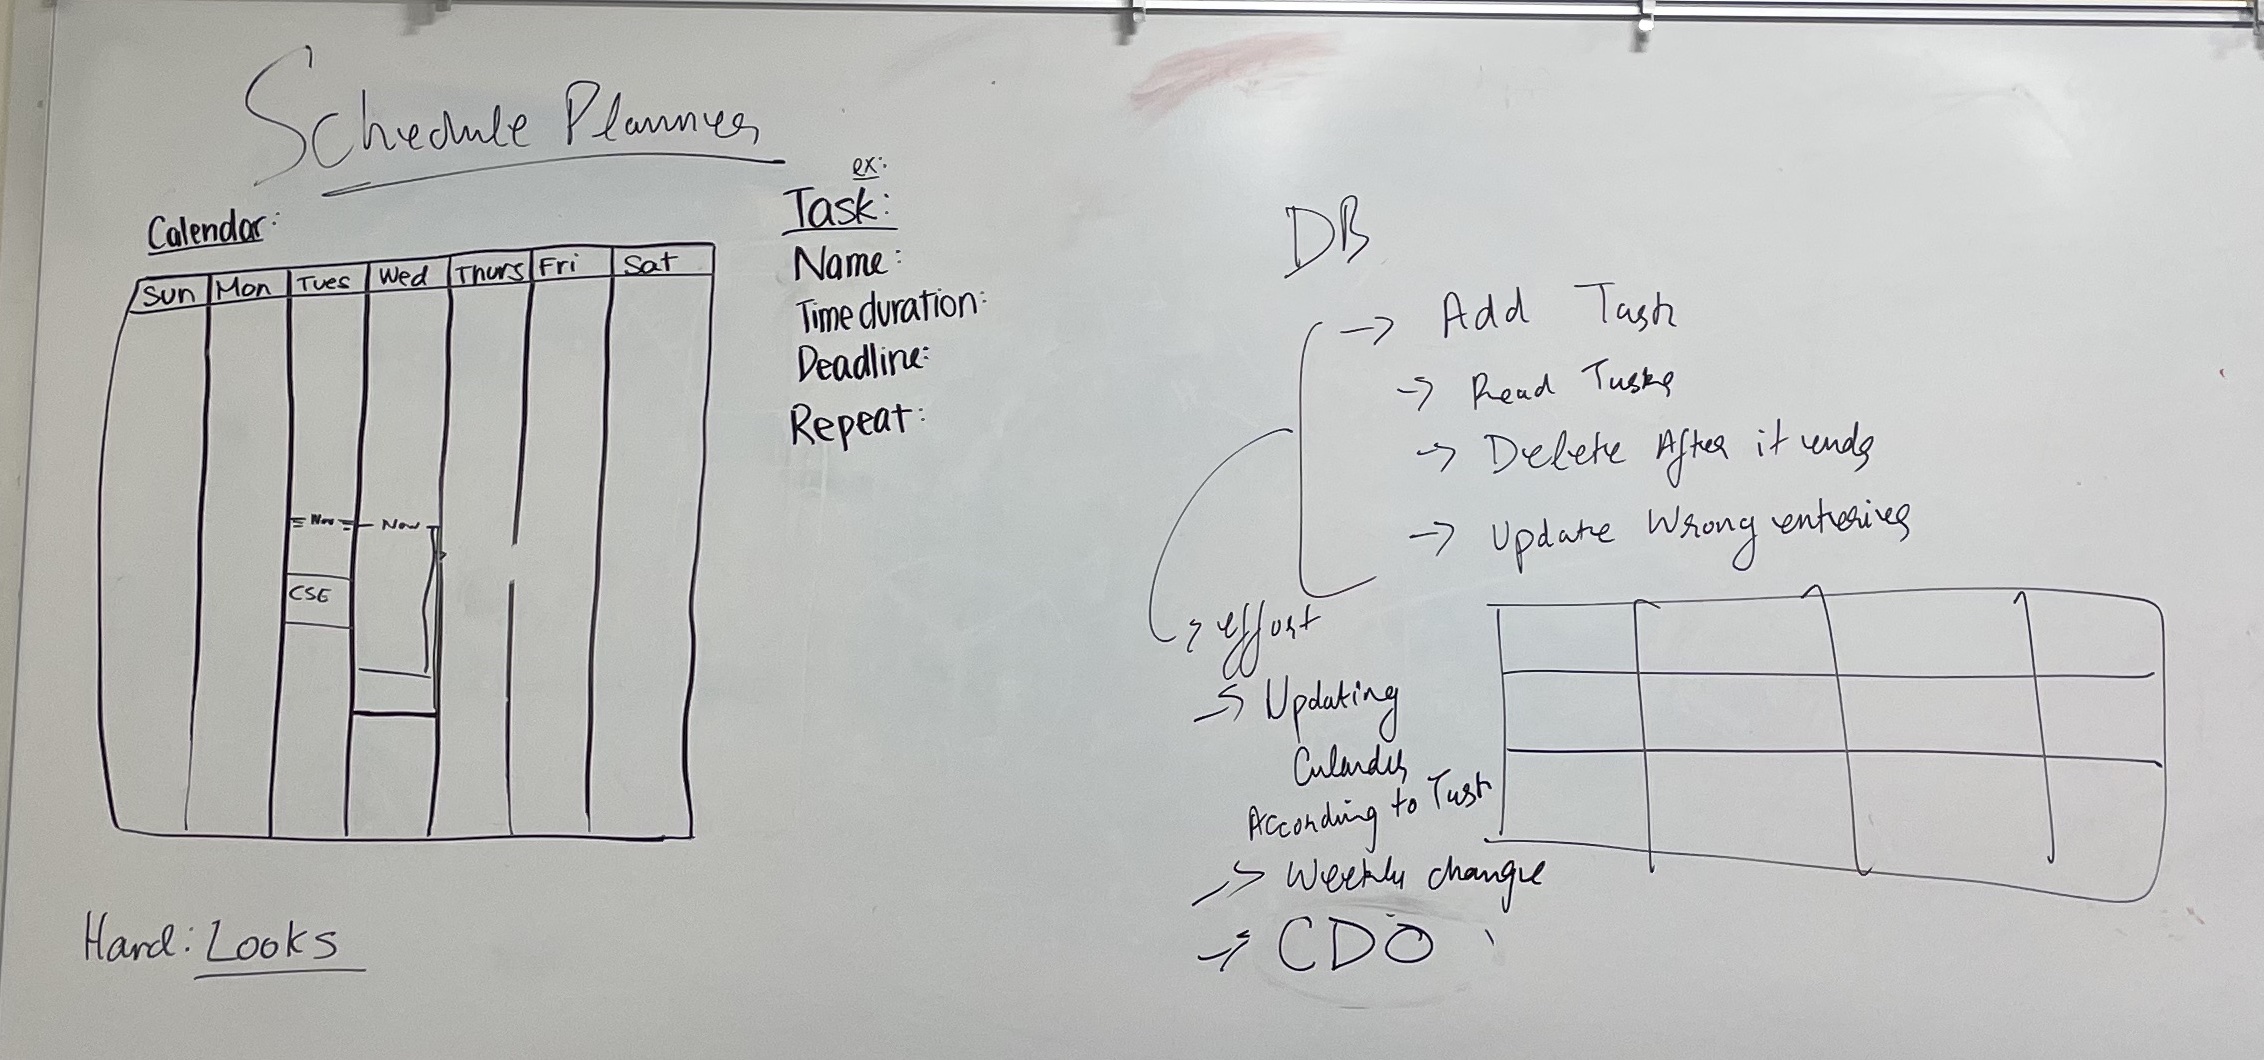 Schedule Planner
Calendar:
Sun Mon Tues Wed Thurs Fri Sat
Now Now
CSE
Hard: Looks
ex:
Task:
Name:
Time duration:
Deadline:
Repeat:
DB
→ Add Task
→ Read Tasks
→ Delete After it ends
→ Update Wrong enteries
→ effort
→ Updating
Calander
According to Task
→ Weekly change
→ CDO